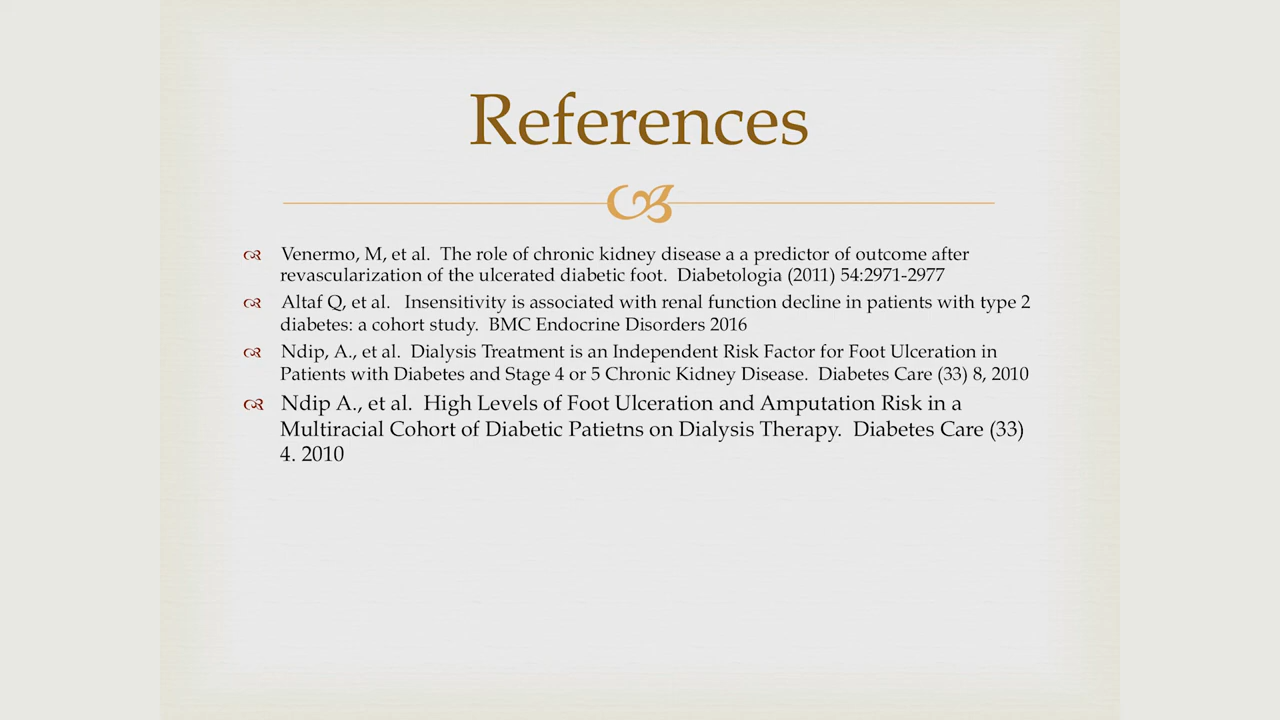 References
Venermo, M, et al.  The role of chronic kidney disease a a predictor of outcome after
revascularization of the ulcerated diabetic foot.  Diabetologia (2011) 54:2971-2977
Altaf Q, et al.   Insensitivity is associated with renal function decline in patients with type 2
diabetes: a cohort study.  BMC Endocrine Disorders 2016
Ndip, A., et al.  Dialysis Treatment is an Independent Risk Factor for Foot Ulceration in
Patients with Diabetes and Stage 4 or 5 Chronic Kidney Disease.  Diabetes Care (33) 8, 2010
Ndip A., et al.  High Levels of Foot Ulceration and Amputation Risk in a
Multiracial Cohort of Diabetic Patietns on Dialysis Therapy.  Diabetes Care (33)
4. 2010